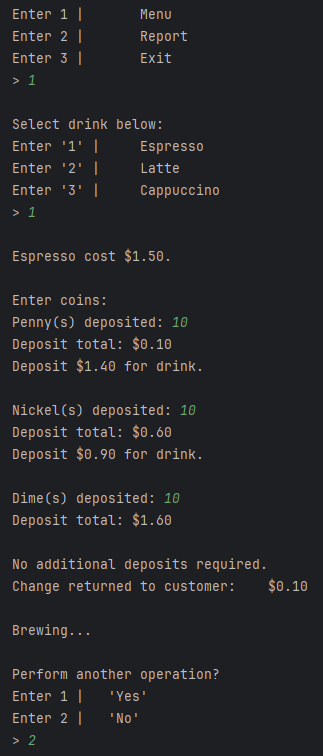 Enter 1 |       Menu
Enter 2 |       Report
Enter 3 |       Exit
> 1
Select drink below:
Enter '1' |     Espresso
Enter '2' |     Latte
Enter '3' |     Cappuccino
> 1
Espresso cost $1.50.
Enter coins:
Penny(s) deposited: 10
Deposit total: $0.10
Deposit $1.40 for drink.
Nickel(s) deposited: 10
Deposit total: $0.60
Deposit $0.90 for drink.
Dime(s) deposited: 10
Deposit total: $1.60
No additional deposits required.
Change returned to customer:    $0.10
Brewing...
Perform another operation?
Enter 1 |   'Yes'
Enter 2 |   'No'
> 2